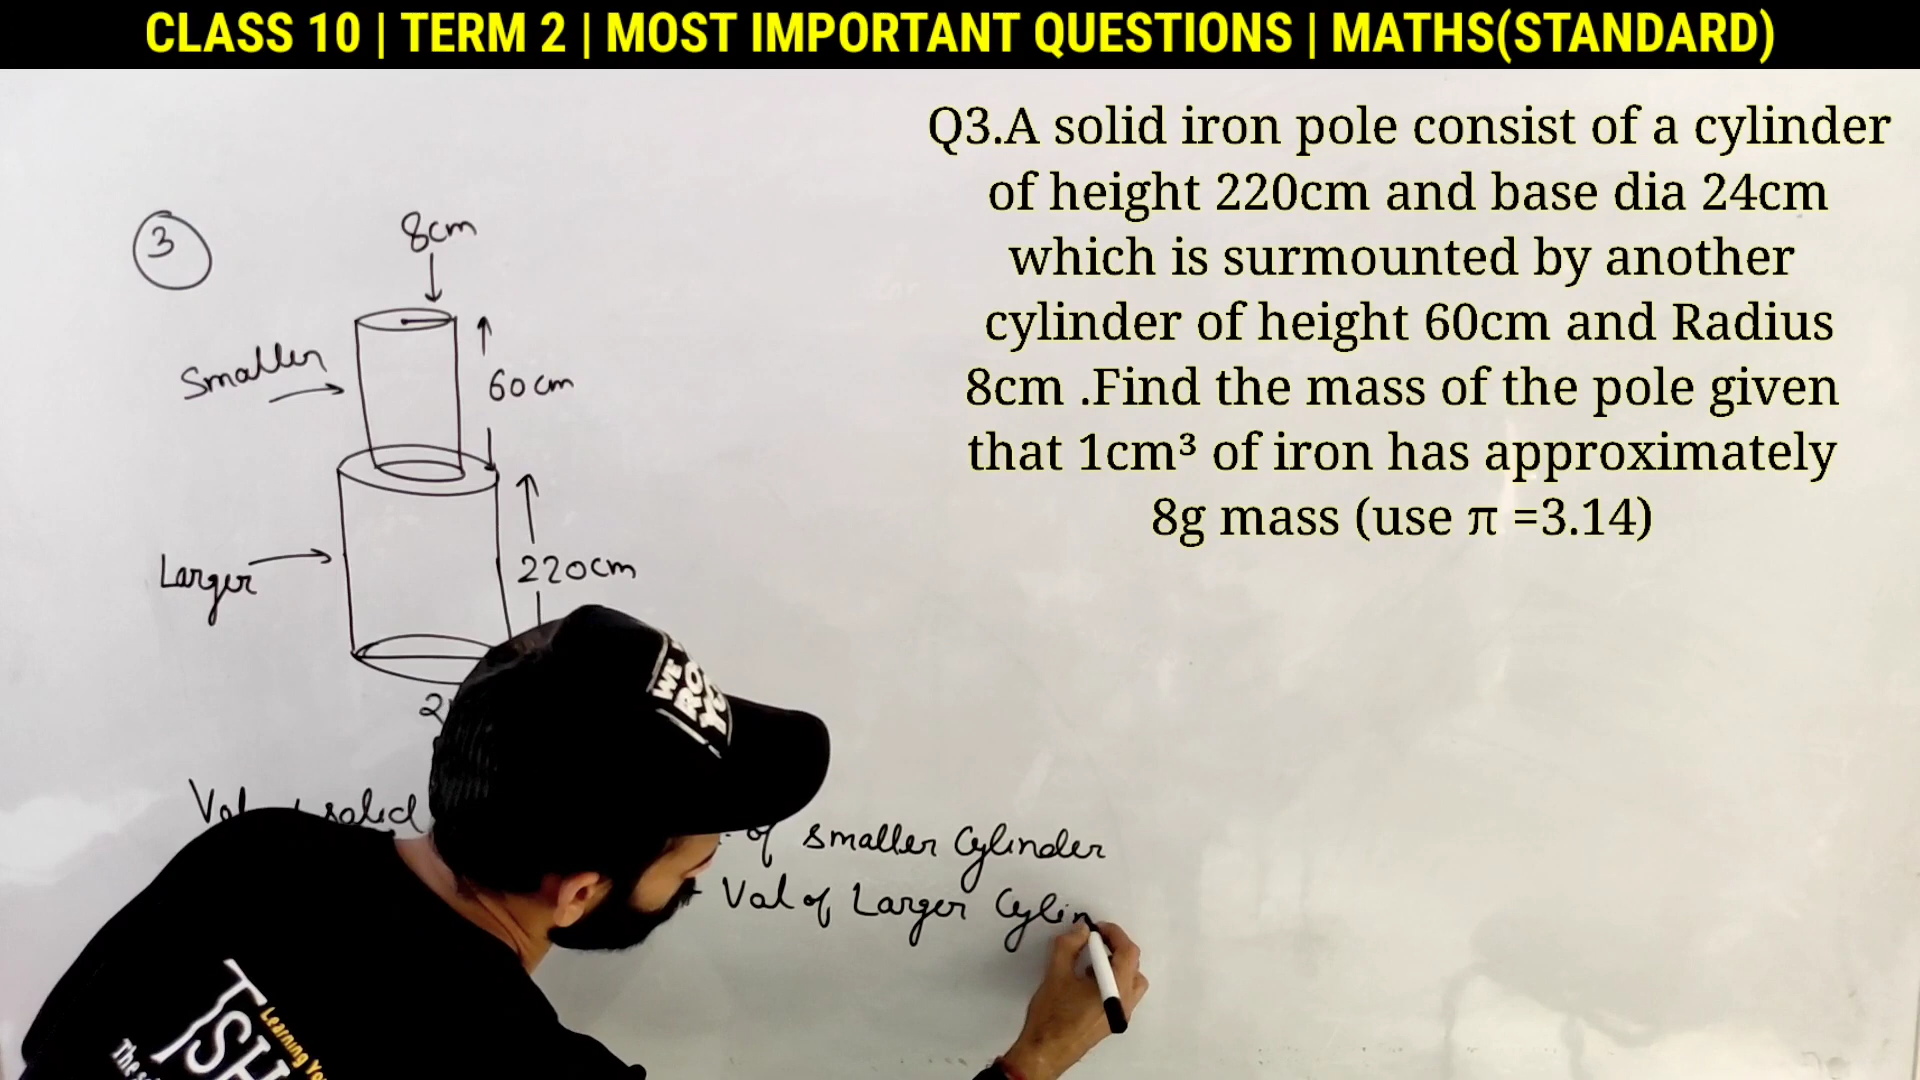 CLASS 10 | TERM 2 | MOST IMPORTANT QUESTIONS | MATHS(STANDARD)
Q3.A solid iron pole consist of a cylinder
of height 220cm and base dia 24cm
which is surmounted by another
cylinder of height 60cm and Radius
8cm .Find the mass of the pole given
that 1cm³ of iron has approximately
8g mass (use π =3.14)
3
8cm
Smaller
60cm
Larger
220cm
solid
of smaller Cylinder
+ Vol of Larger Cylin
WE
Learning